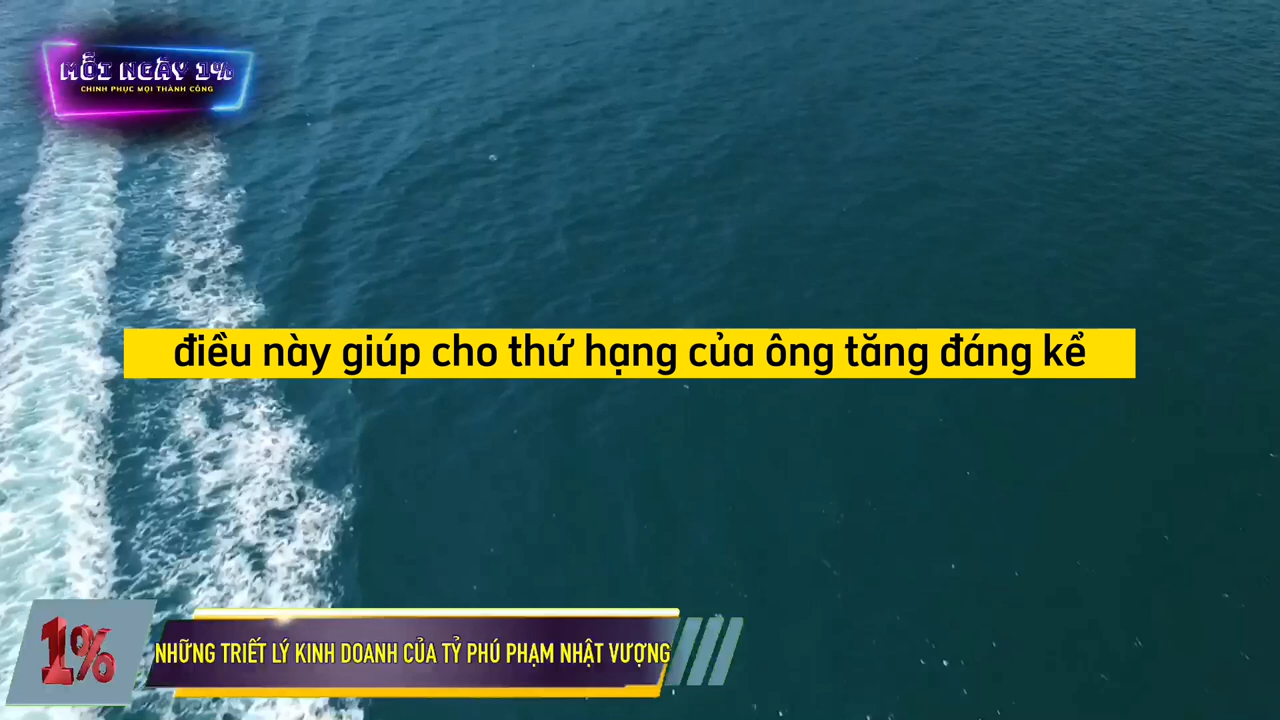 MỖI NGÀY 1%
CHINH PHỤC MỌI THÀNH CÔNG
điều này giúp cho thứ hạng của ông tăng đáng kể
1%
NHỮNG TRIẾT LÝ KINH DOANH CỦA TỶ PHÚ PHẠM NHẬT VƯỢNG